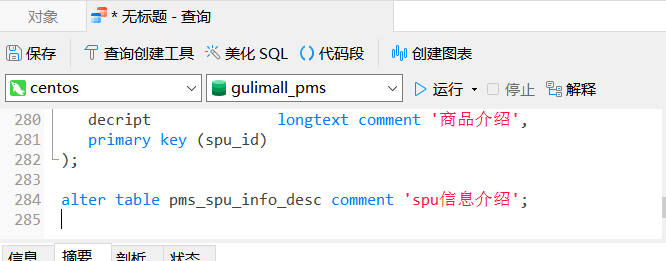 对象 * 无标题 - 查询
保存 查询创建工具 美化 SQL 代码段 创建图表
centos gulimall_pms 运行 停止 解释
280 decript longtext comment '商品介绍',
281 primary key (spu_id)
282 );
283
284 alter table pms_spu_info_desc comment 'spu信息介绍';
285
信息 摘要 剖析 状态